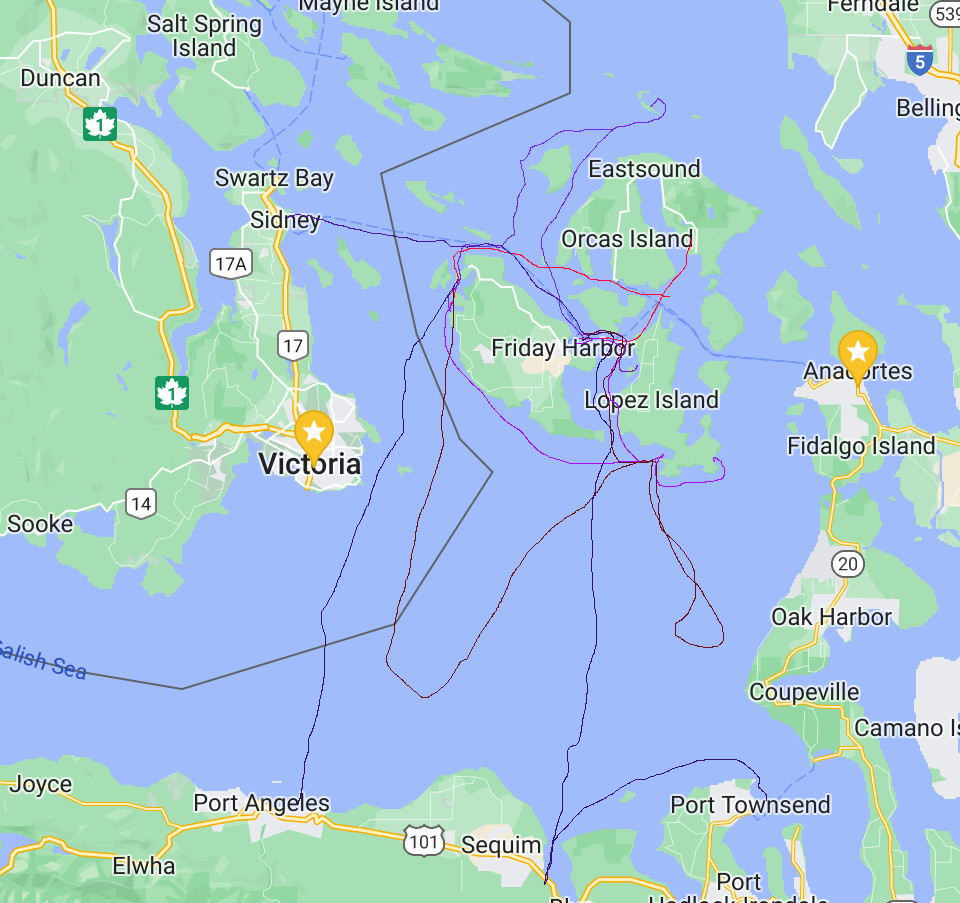 Mayne Island
Ferndale
539
Salt Spring
Island
5
Duncan
Belling
1
Eastsound
Swartz Bay
Sidney
Orcas Island
17A
17
Friday Harbor
Anacortes
1
Lopez Island
Fidalgo Island
Victoria
14
Sooke
20
Oak Harbor
Salish Sea
Coupeville
Camano Is
Joyce
Port Angeles
Port Townsend
101
Sequim
Elwha
Port